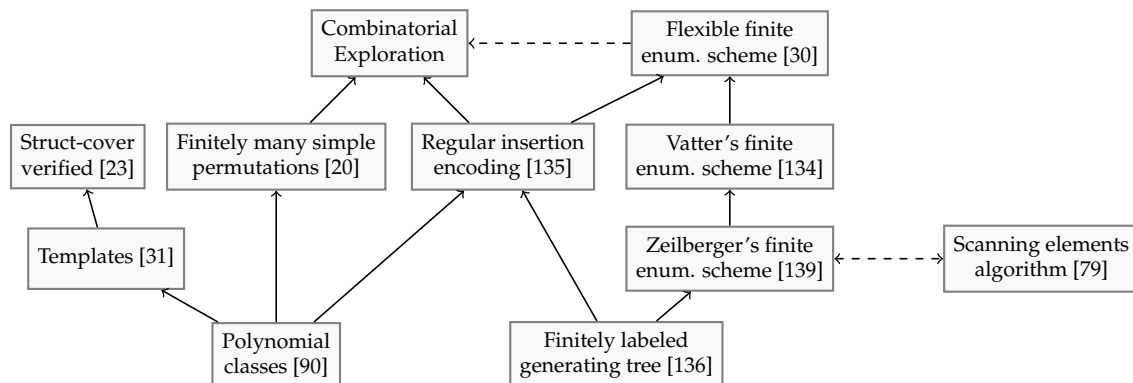 Combinatorial
Exploration
Flexible finite
enum. scheme [30]
Struct-cover
verified [23]
Finitely many simple
permutations [20]
Regular insertion
encoding [135]
Vatter's finite
enum. scheme [134]
Templates [31]
Zeilberger's finite
enum. scheme [139]
Scanning elements
algorithm [79]
Polynomial
classes [90]
Finitely labeled
generating tree [136]